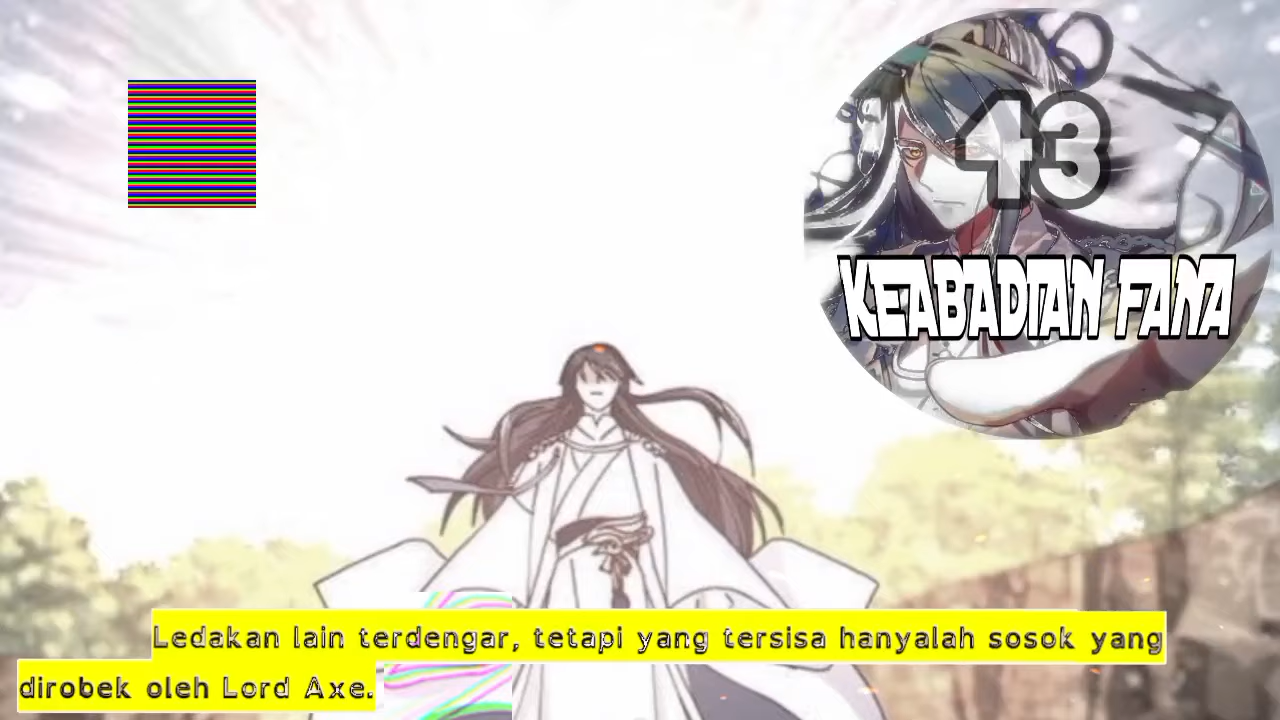 43
KEABADIAN FANA
Ledakan lain terdengar, tetapi yang tersisa hanyalah sosok yang
dirobek oleh Lord Axe.